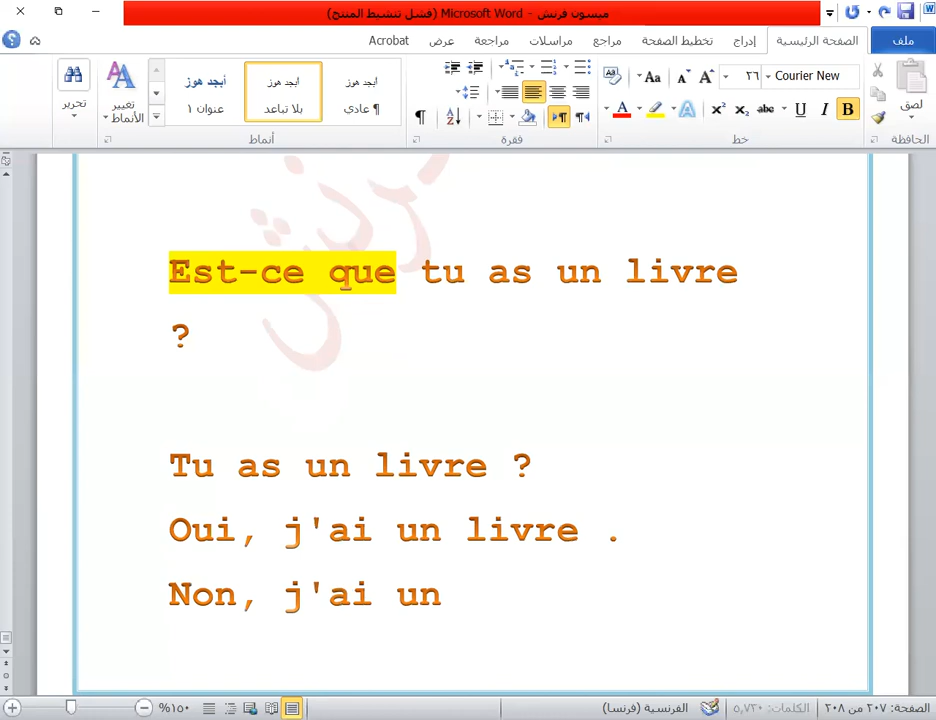 ميسون فرنش - Microsoft Word (فشل تنشيط المنتج)
ملف الصفحة الرئيسية إدراج تخطيط الصفحة مراجع مراسلات مراجعة عرض Acrobat
لصق
الحافظة
Courier New ٢٦
B I U abc
خط
فقرة
أبجد هوز
¶ عادي
أبجد هوز
بلا تباعد
أبجد هوز
عنوان ١
تغيير
الأنماط
أنماط
تحرير
Est-ce que tu as un livre
?
Tu as un livre ?
Oui, j'ai un livre .
Non, j'ai un
الصفحة: ٢٠٧ من ٢٠٨ الكلمات: ٥,٧٣٠ الفرنسية (فرنسا) ١٥٠%